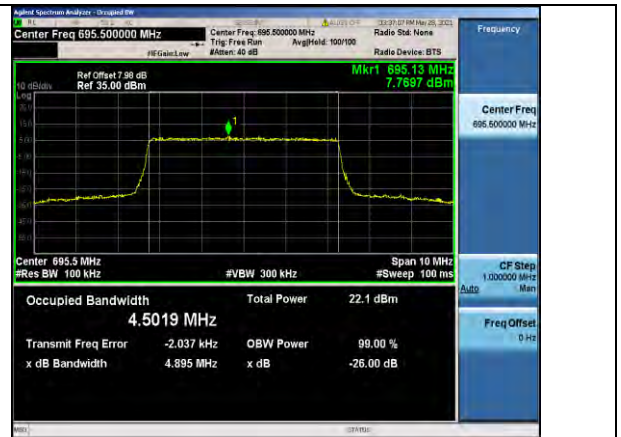 Agilent Spectrum Analyzer - Occupied BW
Center Freq 695.500000 MHz
Center Freq: 695.500000 MHz
Radio Std: None
Frequency
Trig: Free Run
Avg|Hold: 100/100
#IFGain:Low
#Atten: 40 dB
Radio Device: BTS
Ref Offset 7.98 dB
Mkr1 695.13 MHz
10 dB/div
Ref 35.00 dBm
7.7697 dBm
Log
1
Center Freq
695.500000 MHz
Center 695.5 MHz
Span 10 MHz
#Res BW 100 kHz
#VBW 300 kHz
#Sweep 100 ms
CF Step
1.000000 MHz
Auto Man
Occupied Bandwidth
Total Power
22.1 dBm
4.5019 MHz
Freq Offset
0 Hz
Transmit Freq Error
-2.037 kHz
OBW Power
99.00 %
x dB Bandwidth
4.895 MHz
x dB
-26.00 dB
MSG
STATUS